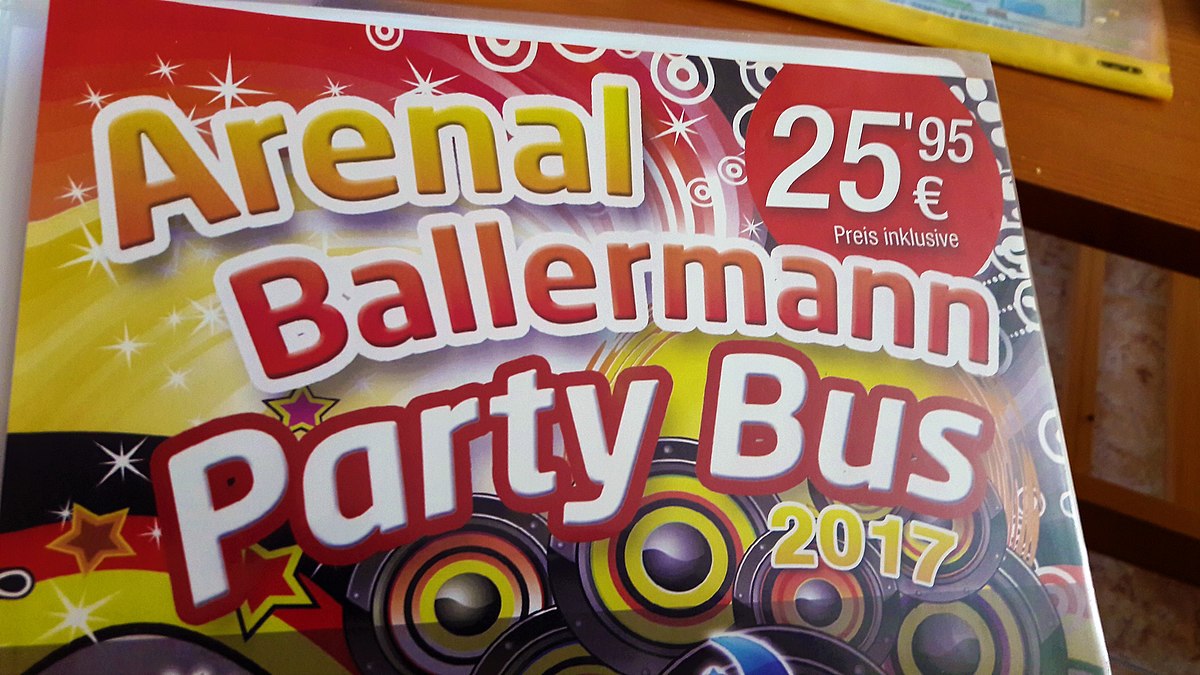 Arenal
Ballermann
Party Bus
2017
25'95
€
Preis inklusive